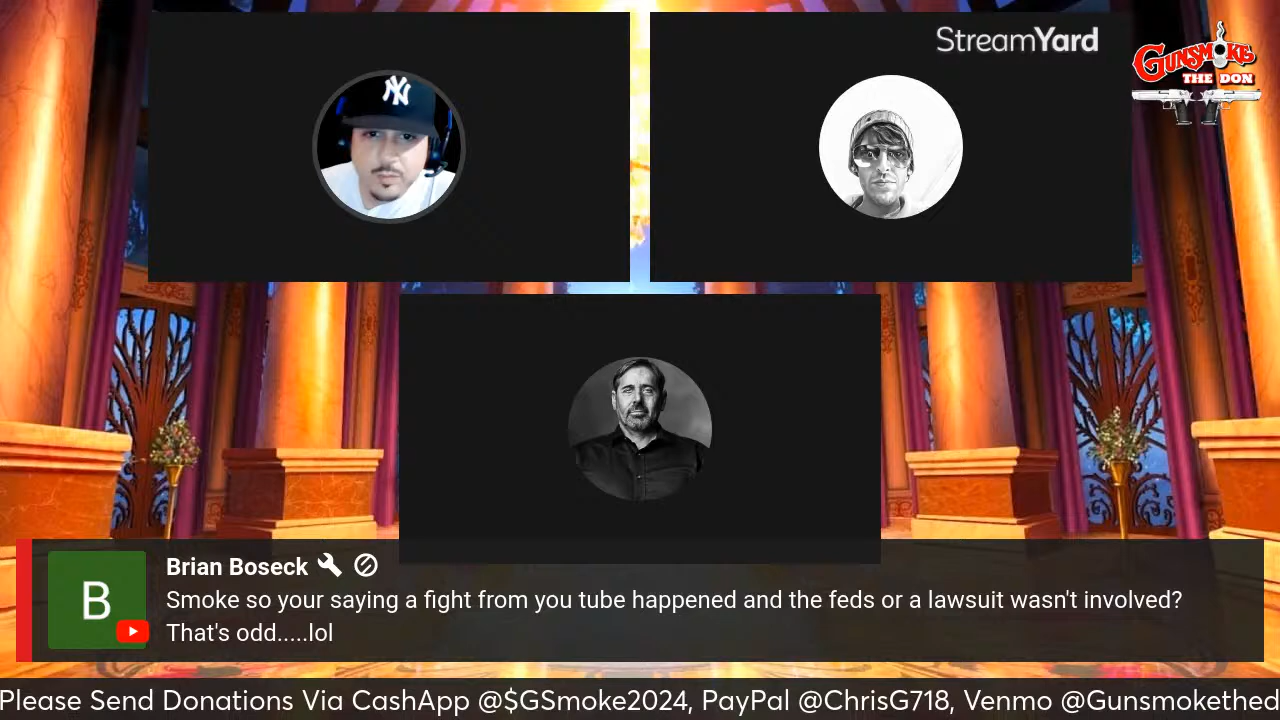 StreamYard
GUNSMOKE
THE DON
NY
B
Brian Boseck
Smoke so your saying a fight from you tube happened and the feds or a lawsuit wasn't involved?
That's odd.....lol
Please Send Donations Via CashApp @$GSmoke2024, PayPal @ChrisG718, Venmo @Gunsmokethed